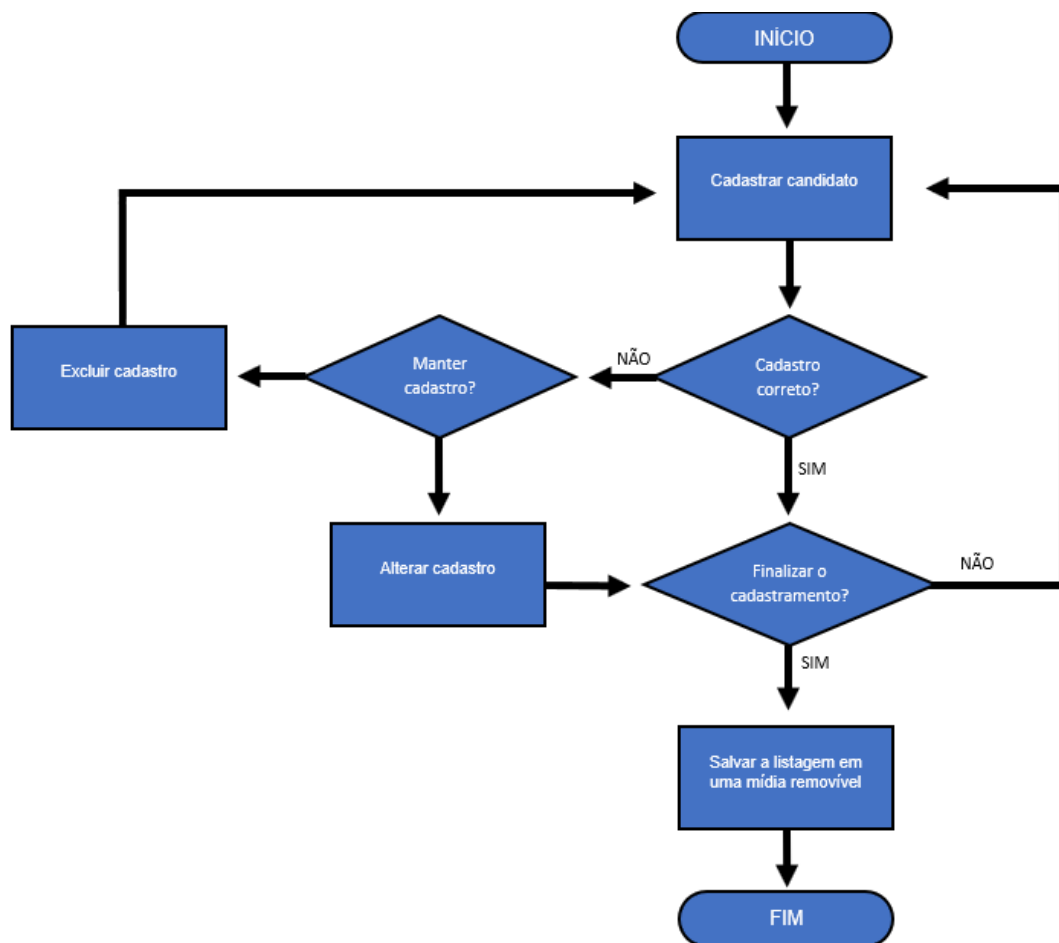 INÍCIO
Cadastrar candidato
Excluir cadastro
Manter
cadastro?
NÃO
Cadastro
correto?
SIM
Alterar cadastro
Finalizar o
cadastramento?
NÃO
SIM
Salvar a listagem em
uma mídia removível
FIM